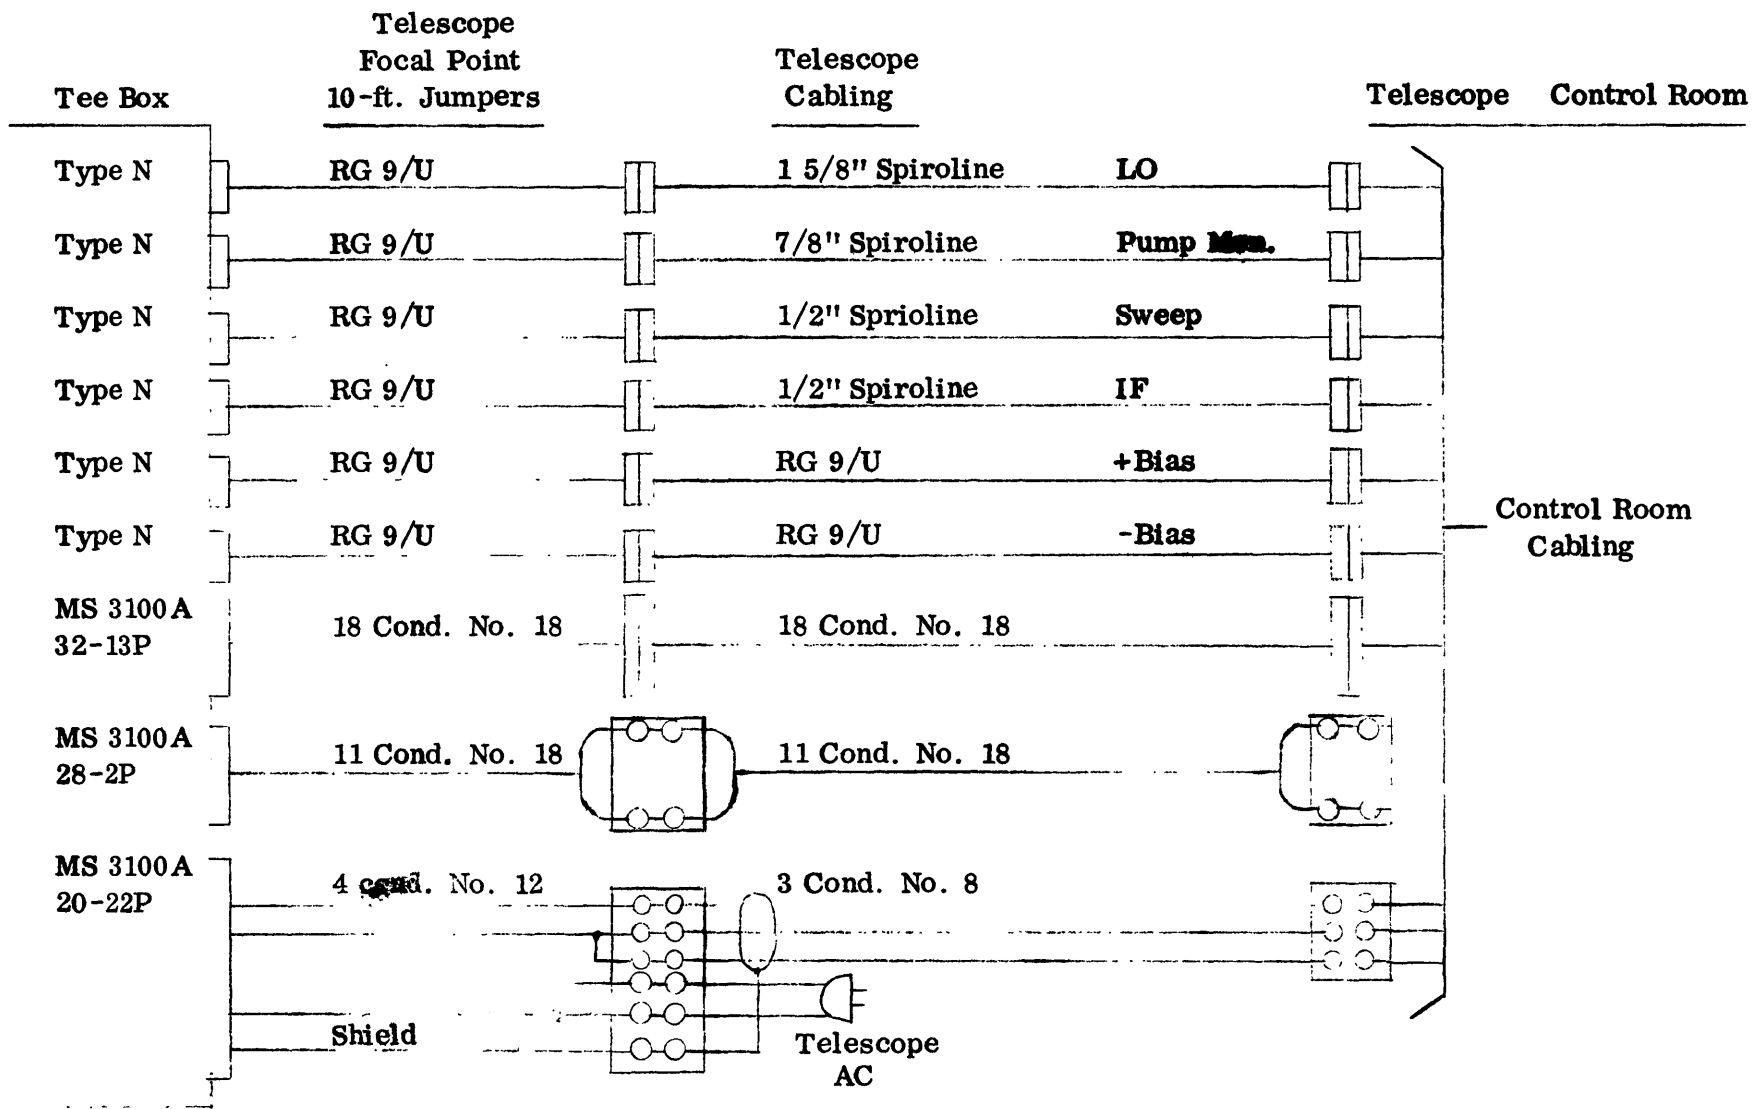 Telescope
Focal Point
10-ft. Jumpers
Telescope
Cabling
Tee Box
Telescope Control Room
Type N RG 9/U 1 5/8" Spiroline LO
Type N RG 9/U 7/8" Spiroline Pump
Type N RG 9/U 1/2" Sprioline Sweep
Type N RG 9/U 1/2" Spiroline IF
Type N RG 9/U RG 9/U +Bias
Type N RG 9/U RG 9/U -Bias
Control Room
Cabling
MS 3100A
32-13P
18 Cond. No. 18 18 Cond. No. 18
MS 3100A
28-2P
11 Cond. No. 18 11 Cond. No. 18
MS 3100A
20-22P
4 cond. No. 12 3 Cond. No. 8
Shield
Telescope
AC